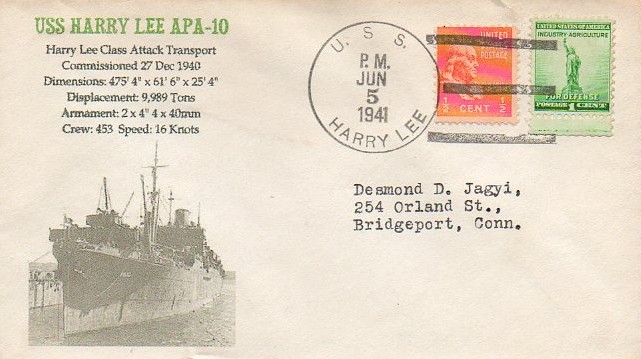 USS HARRY LEE APA-10
Harry Lee Class Attack Transport
Commissioned 27 Dec 1940
Dimensions: 475' 4" x 61' 6" x 25' 4"
Displacement: 9,989 Tons
Armament: 2 x 4" 4 x 40mm
Crew: 453 Speed: 16 Knots
U. S. S.
P. M.
JUN
5
1941
HARRY LEE
UNITED
POSTAGE
1/2 CENT 1/2
UNITED STATES OF AMERICA
INDUSTRY AGRICULTURE
FOR DEFENSE
POSTAGE 1 CENT
Desmond D. Jagyi,
254 Orland St.,
Bridgeport, Conn.